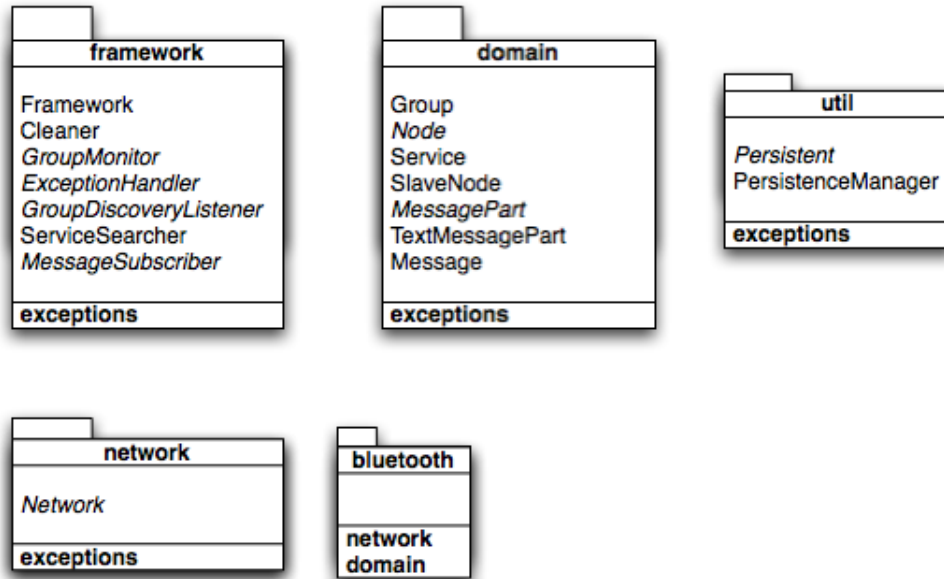 framework
Framework
Cleaner
GroupMonitor
ExceptionHandler
GroupDiscoveryListener
ServiceSearcher
MessageSubscriber
exceptions
domain
Group
Node
Service
SlaveNode
MessagePart
TextMessagePart
Message
exceptions
util
Persistent
PersistenceManager
exceptions
network
Network
exceptions
bluetooth
network
domain